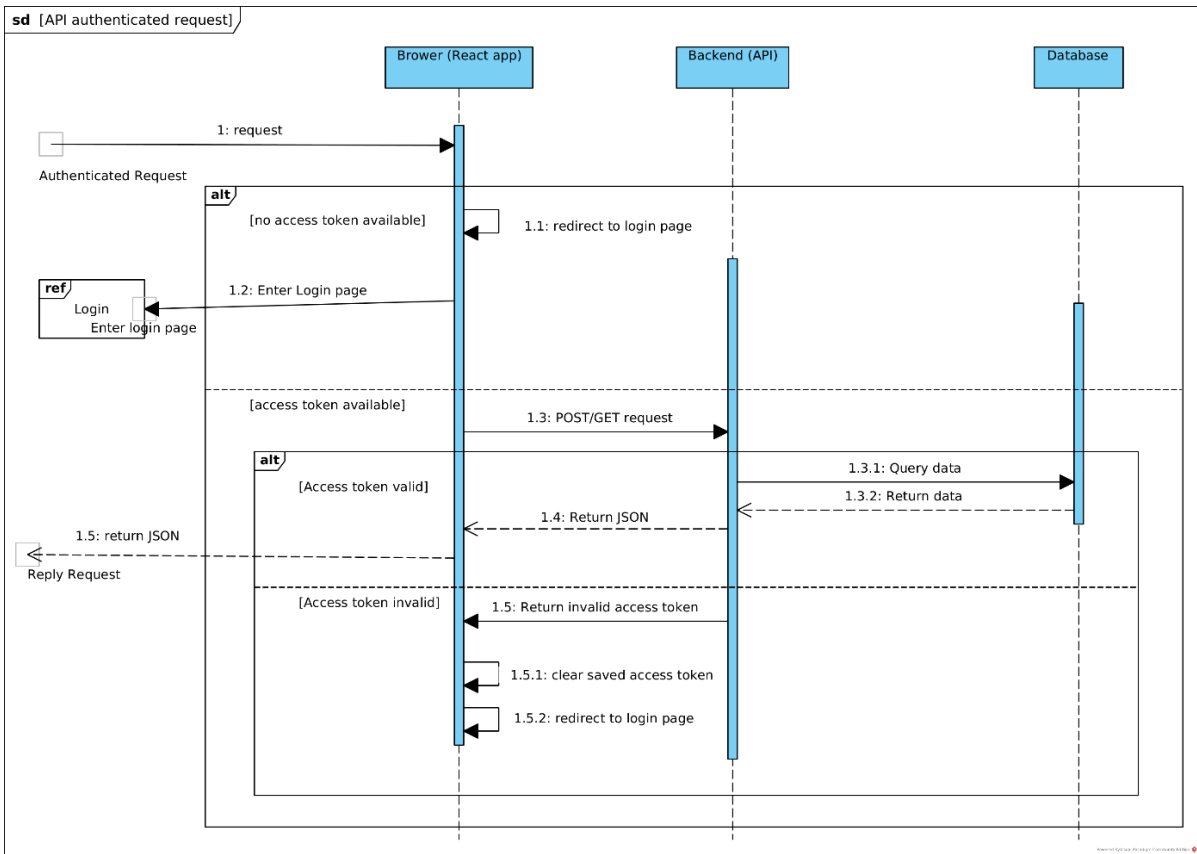 sd [API authenticated request]
Brower (React app)
Backend (API)
Database
1: request
Authenticated Request
alt
[no access token available]
1.1: redirect to login page
ref
Login
Enter login page
1.2: Enter Login page
[access token available]
1.3: POST/GET request
alt
[Access token valid]
1.3.1: Query data
1.3.2: Return data
1.4: Return JSON
1.5: return JSON
Reply Request
[Access token invalid]
1.5: Return invalid access token
1.5.1: clear saved access token
1.5.2: redirect to login page